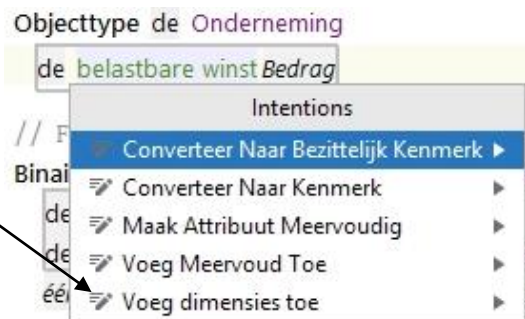 Objecttype de Onderneming
de belastbare winst Bedrag
Intentions
// F
Converteer Naar Bezittelijk Kenmerk
Binai
Converteer Naar Kenmerk
de
Maak Attribuut Meervoudig
de
Voeg Meervoud Toe
éé
Voeg dimensies toe